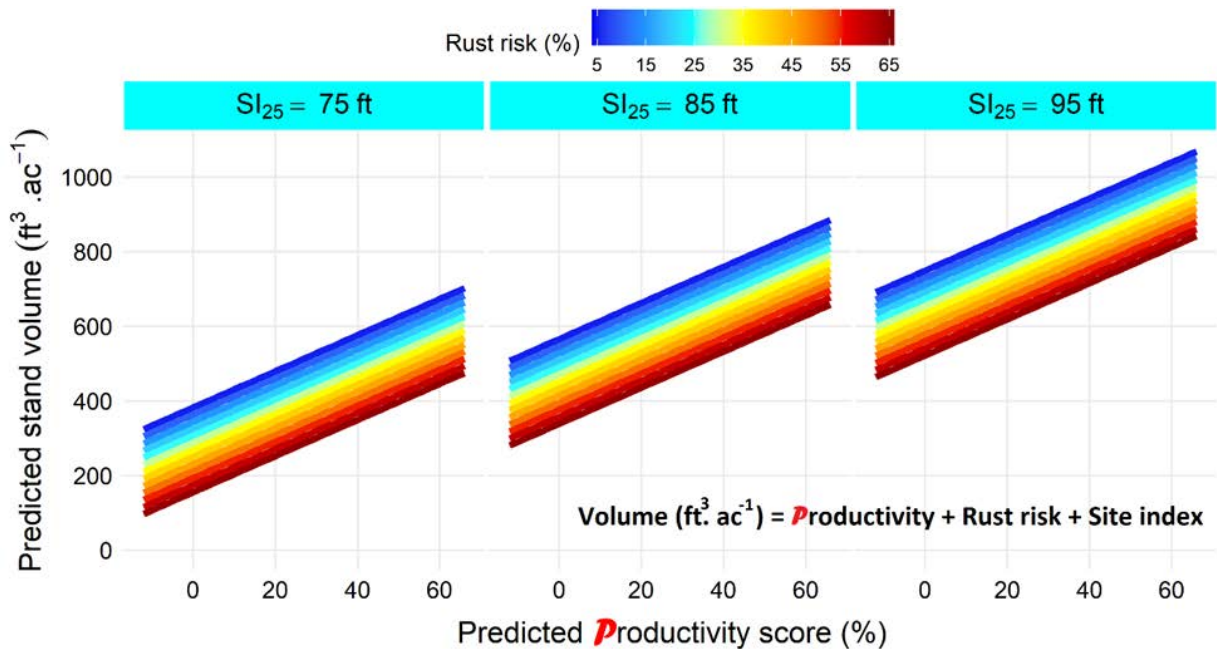 Rust risk (%)
5 15 25 35 45 55 65
SI₂₅ = 75 ft
SI₂₅ = 85 ft
SI₂₅ = 95 ft
Predicted stand volume (ft³ .ac⁻¹)
1000
800
600
400
200
0
Volume (ft.³ ac⁻¹) = Productivity + Rust risk + Site index
0 20 40 60 0 20 40 60 0 20 40 60
Predicted Productivity score (%)